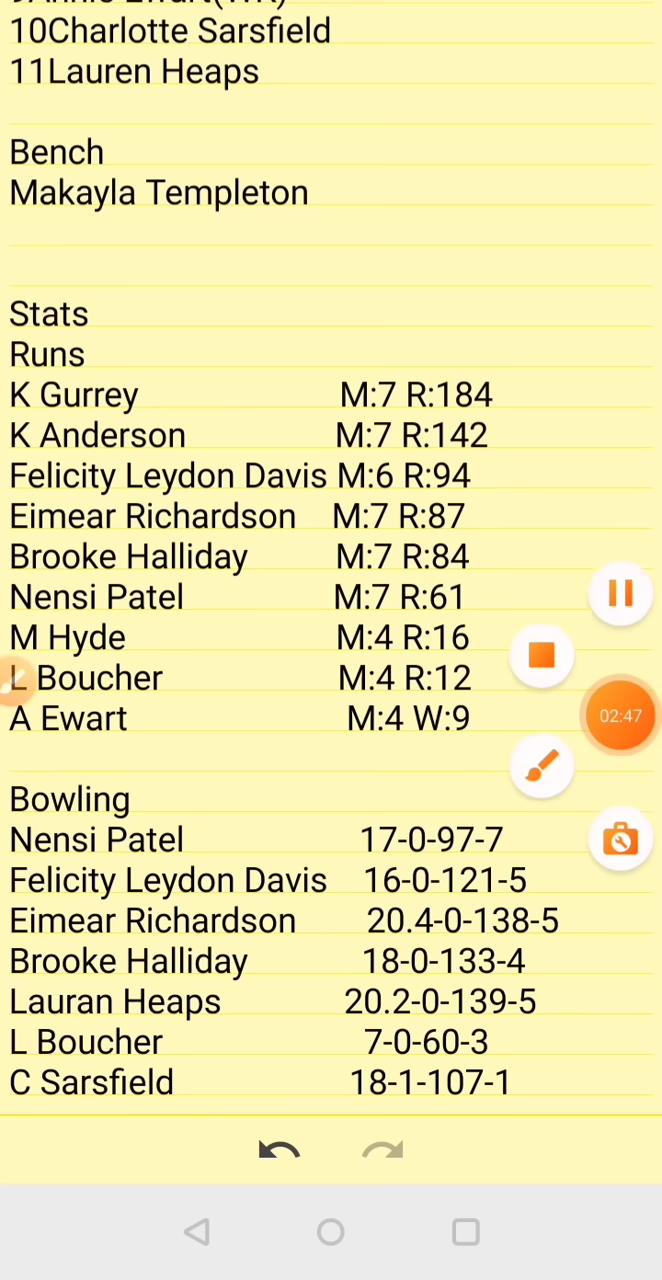 10Charlotte Sarsfield
11Lauren Heaps
Bench
Makayla Templeton
Stats
Runs
K Gurrey M:7 R:184
K Anderson M:7 R:142
Felicity Leydon Davis M:6 R:94
Eimear Richardson M:7 R:87
Brooke Halliday M:7 R:84
Nensi Patel M:7 R:61
M Hyde M:4 R:16
L Boucher M:4 R:12
A Ewart M:4 W:9
02:47
Bowling
Nensi Patel 17-0-97-7
Felicity Leydon Davis 16-0-121-5
Eimear Richardson 20.4-0-138-5
Brooke Halliday 18-0-133-4
Lauran Heaps 20.2-0-139-5
L Boucher 7-0-60-3
C Sarsfield 18-1-107-1